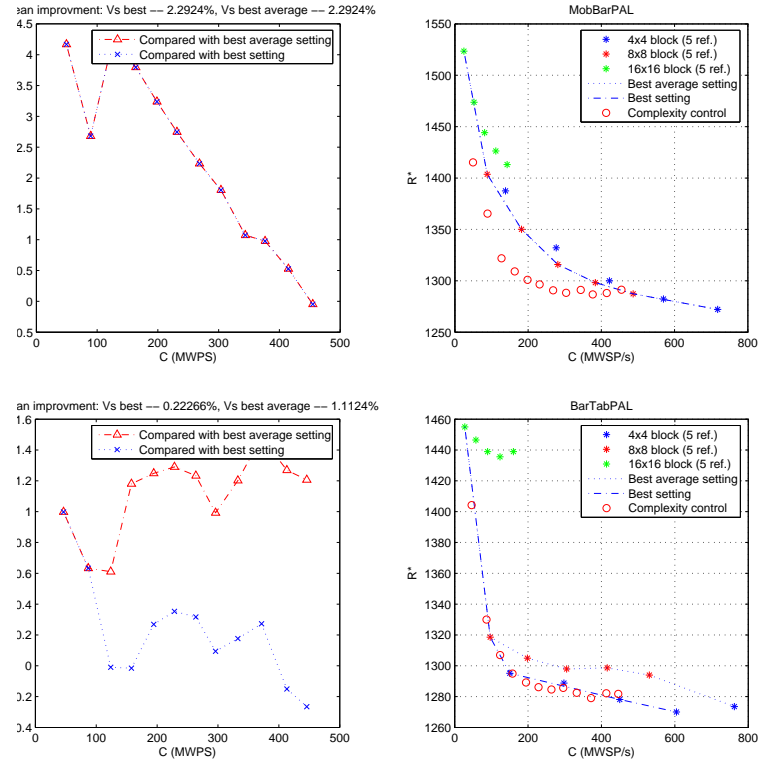 an improvment: Vs best −− 2.2924%, Vs best average −− 2.2924%
Compared with best average setting
Compared with best setting
4.5
4
3.5
3
2.5
2
1.5
1
0.5
0
0.5
0
100
200
300
400
500
C (MWPS)
MobBarPAL
4x4 block (5 ref.)
8x8 block (5 ref.)
16x16 block (5 ref.)
Best average setting
Best setting
Complexity control
1550
1500
1450
1400
1350
1300
1250
R*
0
200
400
600
800
C (MWSP/s)
an improvment: Vs best −− 0.22266%, Vs best average −− 1.1124%
Compared with best average setting
Compared with best setting
1.6
1.4
1.2
1
0.8
0.6
0.4
0.2
0
0.2
0.4
0
100
200
300
400
500
C (MWPS)
BarTabPAL
4x4 block (5 ref.)
8x8 block (5 ref.)
16x16 block (5 ref.)
Best average setting
Best setting
Complexity control
1460
1440
1420
1400
1380
1360
1340
1320
1300
1280
1260
R*
0
200
400
600
800
C (MWSP/s)